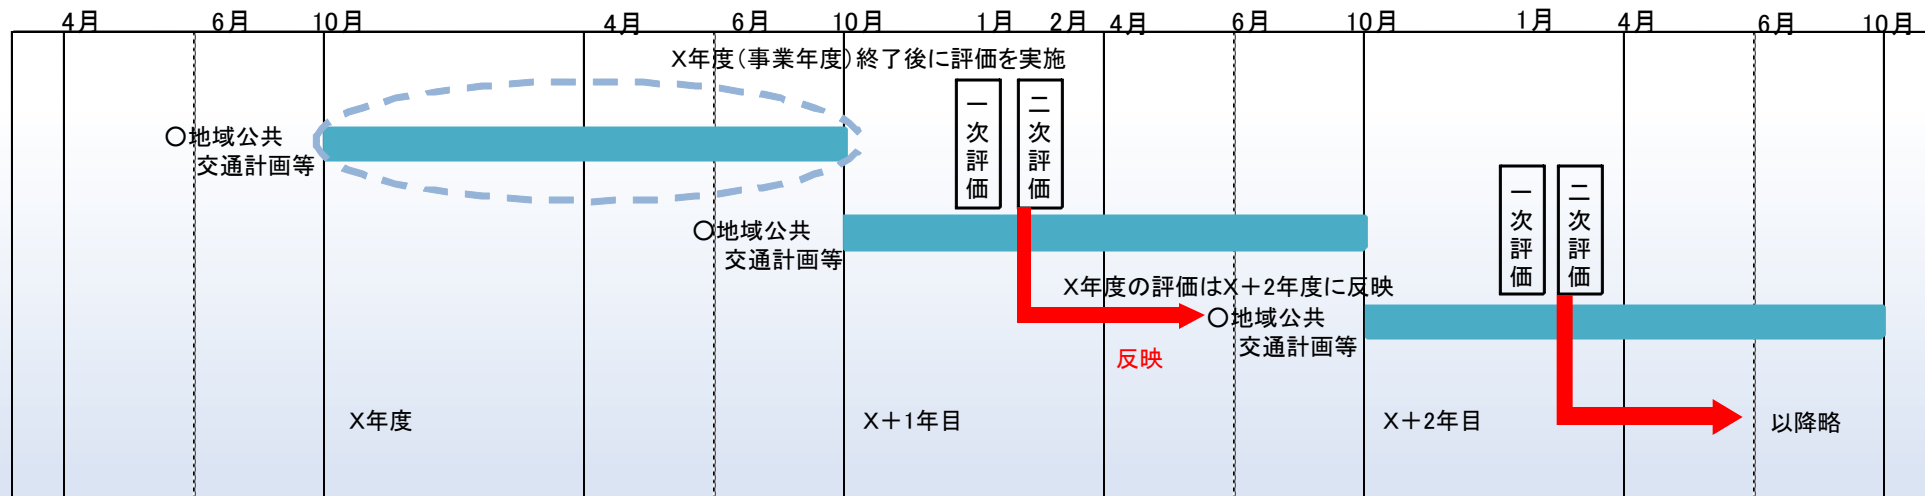 4月
6月
10月
4月
6月
10月
1月
2月
4月
6月
10月
1月
4月
6月
10月
X年度(事業年度)終了後に評価を実施
一次評価
二次評価
○地域公共
交通計画等
○地域公共
交通計画等
一次評価
二次評価
X年度の評価はX+2年度に反映
○地域公共
交通計画等
反映
X年度
X+1年目
X+2年目
以降略